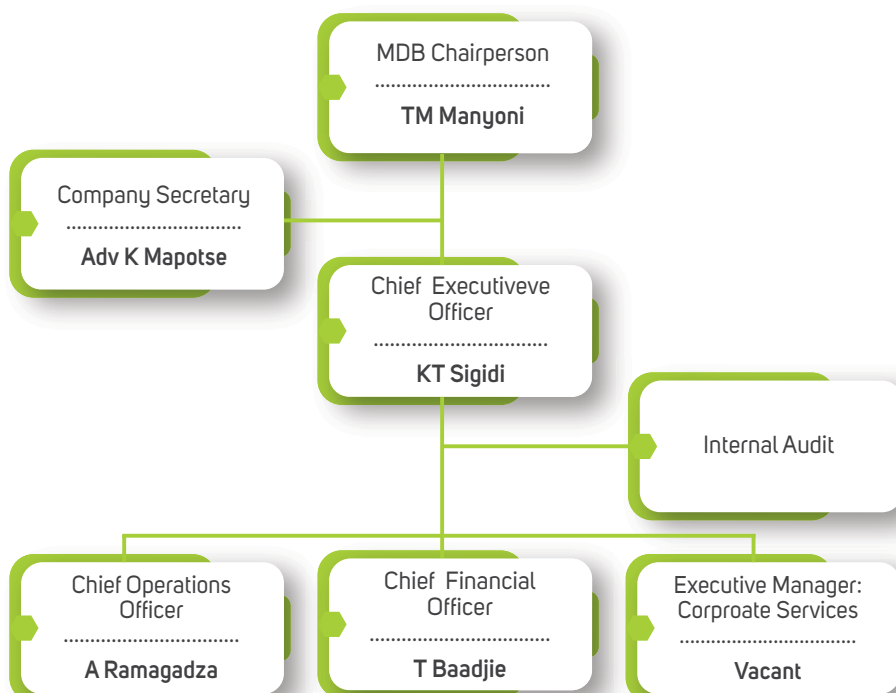 MDB Chairperson
TM Manyoni
Company Secretary
Adv K Mapotse
Chief Executiveve
Officer
KT Sigidi
Internal Audit
Chief Operations
Officer
A Ramagadza
Chief Financial
Officer
T Baadjie
Executive Manager:
Corproate Services
Vacant